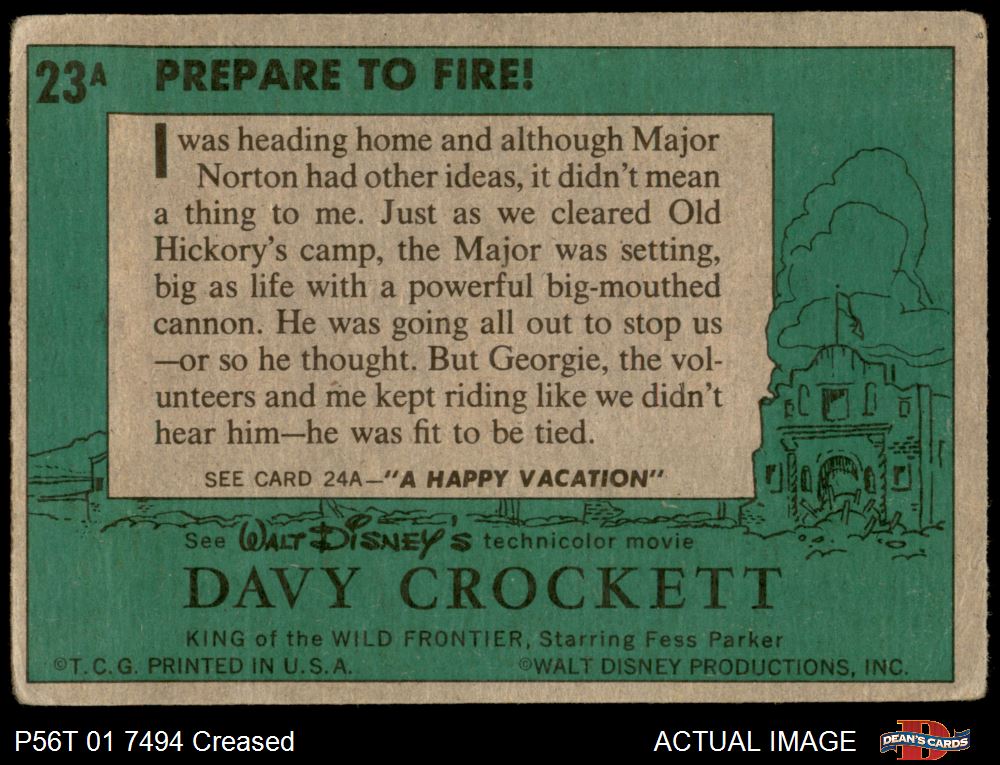 23A PREPARE TO FIRE!
I was heading home and although Major
Norton had other ideas, it didn't mean
a thing to me. Just as we cleared Old
Hickory's camp, the Major was setting,
big as life with a powerful big-mouthed
cannon. He was going all out to stop us
—or so he thought. But Georgie, the vol-
unteers and me kept riding like we didn't
hear him—he was fit to be tied.
SEE CARD 24A—"A HAPPY VACATION"
See WALT DISNEY'S technicolor movie
DAVY CROCKETT
KING of the WILD FRONTIER, Starring Fess Parker
©T.C.G. PRINTED IN U.S.A. ©WALT DISNEY PRODUCTIONS, INC.
P56T 01 7494 Creased ACTUAL IMAGE D DEAN'S CARDS